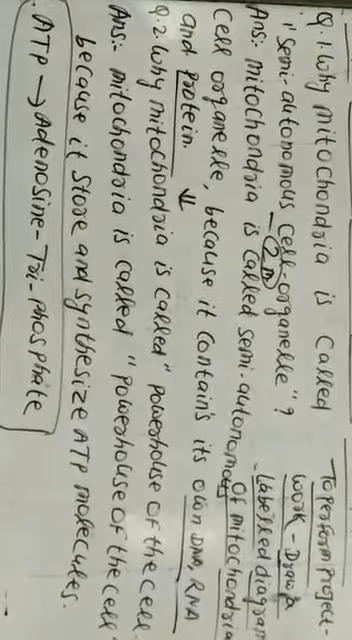 Q.1. Why mitochondria is called
"semi-autonomous cell-organelle" ?
(2M)
Ans:- mitochondria is called semi-autonomous
cell organelle, because it contain's its own DNA, RNA
and protein. ↓
Q.2. Why mitochondria is called "powerhouse of the cell.
Ans:- mitochondria is called "powerhouse of the cell"
because it store and synthesize ATP molecules.
ATP → Adenosine-Tri-phosphate
To perform project-
work - Draw a
labelled diagram
of mitochondria